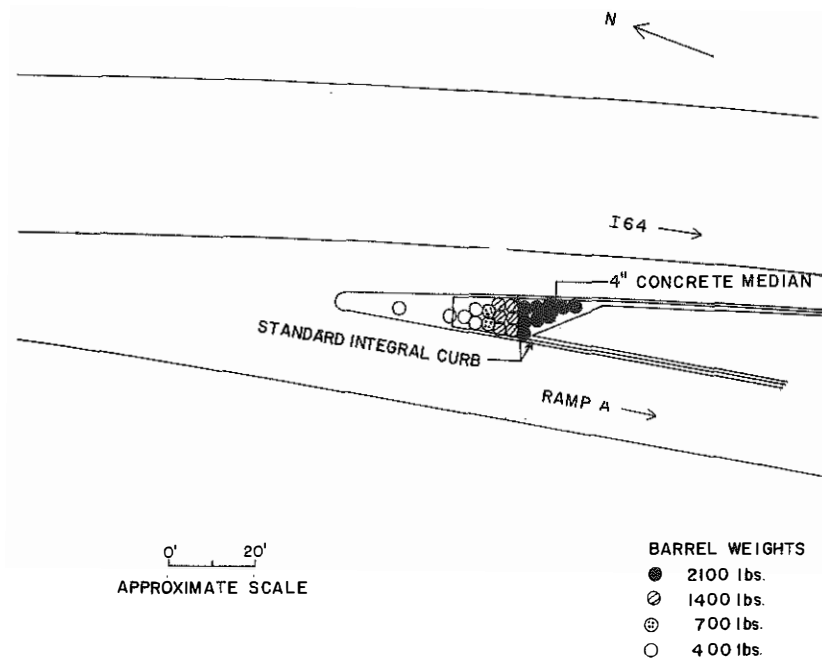 N
I64
4" CONCRETE MEDIAN
STANDARD INTEGRAL CURB
RAMP A
0' 20'
APPROXIMATE SCALE
BARREL WEIGHTS
2100 lbs.
1400 lbs.
700 lbs.
400 lbs.